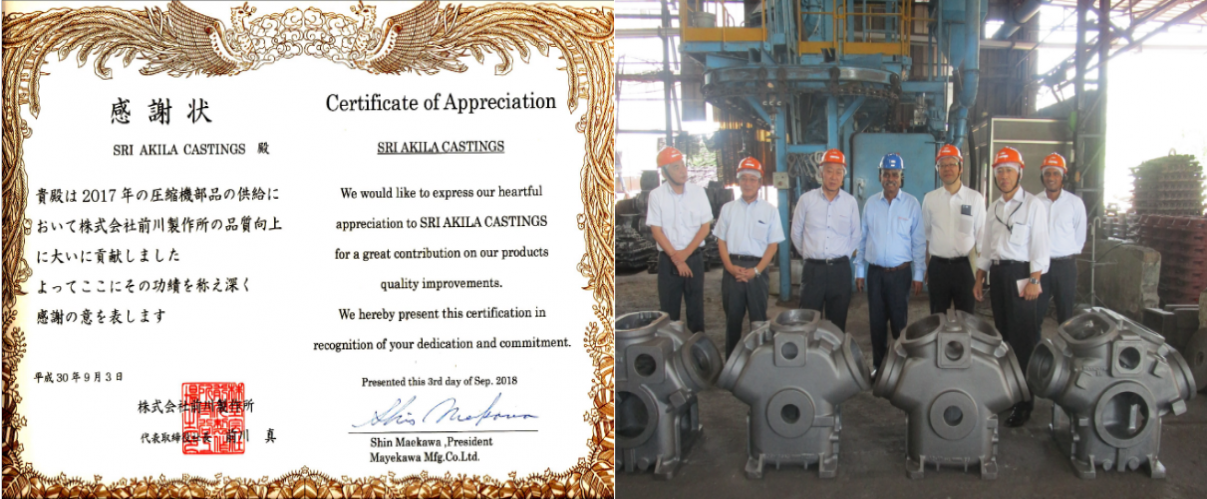 感謝状
SRI AKILA CASTINGS 殿
貴殿は2017年の圧縮機部品の供給に
おいて株式会社前川製作所の品質向上
に大いに貢献しました
よってここにその功績を称え深く
感謝の意を表します
平成30年9月3日
株式会社前川製作所
代表取締役社長 前川 真
Certificate of Appreciation
SRI AKILA CASTINGS
We would like to express our heartful
appreciation to SRI AKILA CASTINGS
for a great contribution on our products
quality improvements.
We hereby present this certification in
recognition of your dedication and commitment.
Presented this 3rd day of Sep. 2018
Shin Maekawa
Shin Maekawa ,President
Mayekawa Mfg.Co.Ltd.